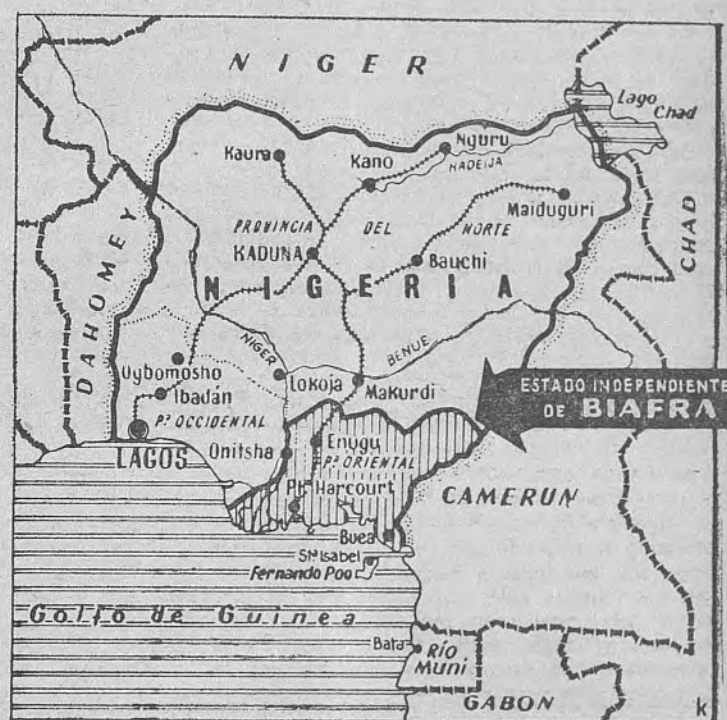 NIGER
Lago
Chad
Kaura
Kano
Nguru
HADEIJA
Maiduguri
PROVINCIA DEL NORTE
KADUNA
Bauchi
CHAD
NIGERIA
DAHOMEY
NIGER
BENUE
Ogbomosho
Lokoja
Makurdi
Ibadán
ESTADO INDEPENDIENTE
DE BIAFRA
Pª OCCIDENTAL
LAGOS
Onitsha
Enugu
Pª ORIENTAL
Pt Harcourt
CAMERUN
Buea
Stª Isabel
Fernando Poo
Golfo de Guinea
Bata
Río
Muni
GABON
k